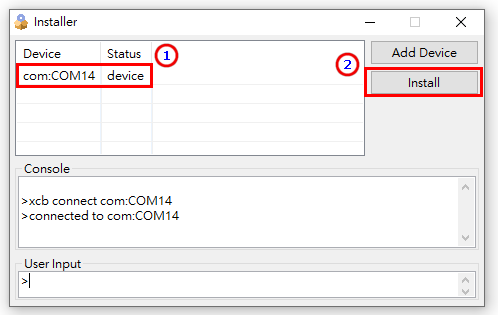 Installer
Device Status
com:COM14 device
1
2
Add Device
Install
Console
>xcb connect com:COM14
>connected to com:COM14
User Input
>